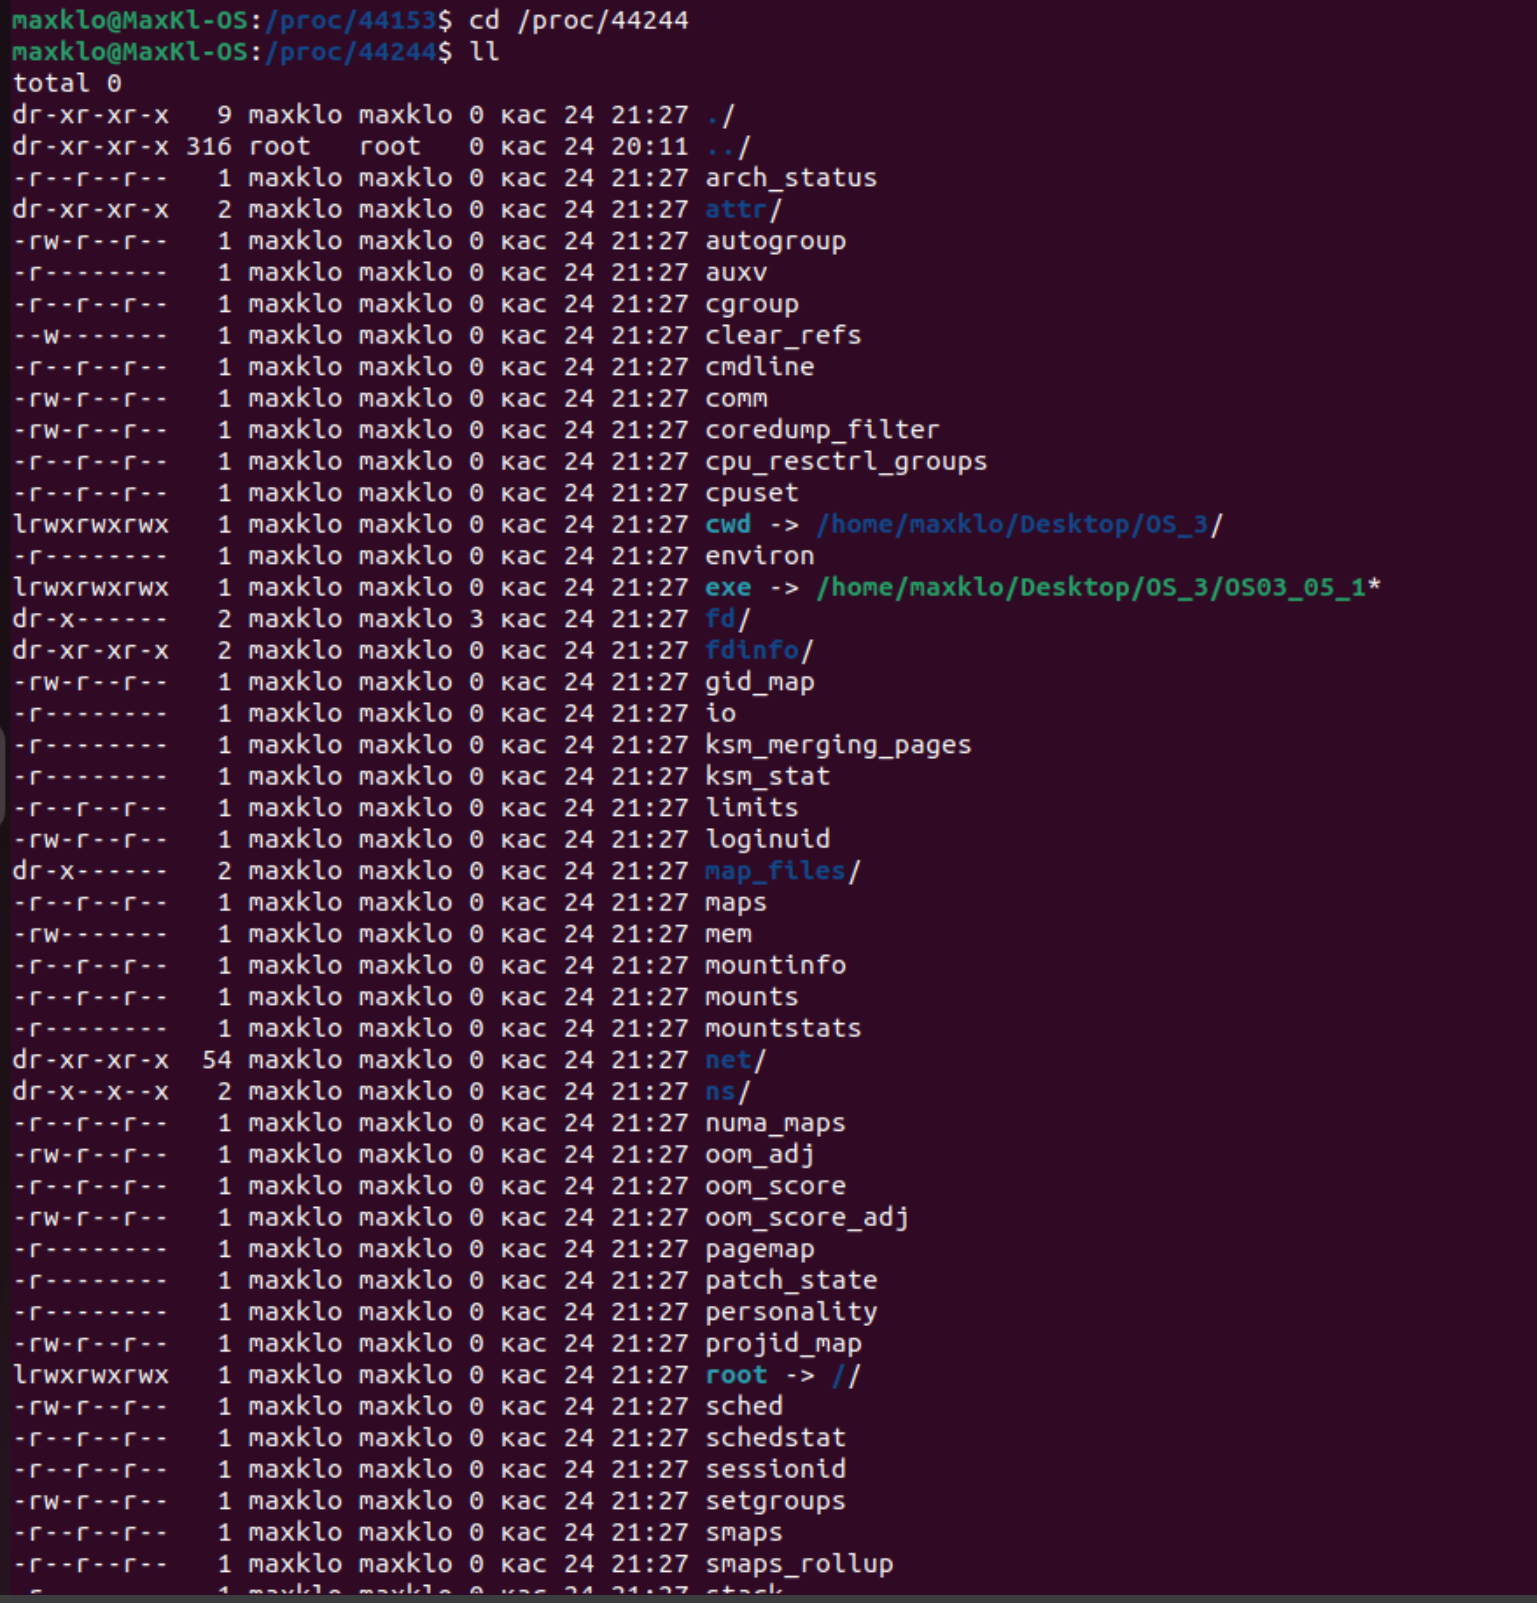 maxklo@MaxKl-OS:/proc/44153$ cd /proc/44244
maxklo@MaxKl-OS:/proc/44244$ ll
total 0
dr-xr-xr-x   9 maxklo maxklo 0 кас 24 21:27 ./
dr-xr-xr-x 316 root   root   0 кас 24 20:11 ../
-r--r--r--   1 maxklo maxklo 0 кас 24 21:27 arch_status
dr-xr-xr-x   2 maxklo maxklo 0 кас 24 21:27 attr/
-rw-r--r--   1 maxklo maxklo 0 кас 24 21:27 autogroup
-r--------   1 maxklo maxklo 0 кас 24 21:27 auxv
-r--r--r--   1 maxklo maxklo 0 кас 24 21:27 cgroup
--w-------   1 maxklo maxklo 0 кас 24 21:27 clear_refs
-r--r--r--   1 maxklo maxklo 0 кас 24 21:27 cmdline
-rw-r--r--   1 maxklo maxklo 0 кас 24 21:27 comm
-rw-r--r--   1 maxklo maxklo 0 кас 24 21:27 coredump_filter
-r--r--r--   1 maxklo maxklo 0 кас 24 21:27 cpu_resctrl_groups
-r--r--r--   1 maxklo maxklo 0 кас 24 21:27 cpuset
lrwxrwxrwx   1 maxklo maxklo 0 кас 24 21:27 cwd -> /home/maxklo/Desktop/OS_3/
-r--------   1 maxklo maxklo 0 кас 24 21:27 environ
lrwxrwxrwx   1 maxklo maxklo 0 кас 24 21:27 exe -> /home/maxklo/Desktop/OS_3/OS03_05_1*
dr-x------   2 maxklo maxklo 3 кас 24 21:27 fd/
dr-xr-xr-x   2 maxklo maxklo 0 кас 24 21:27 fdinfo/
-rw-r--r--   1 maxklo maxklo 0 кас 24 21:27 gid_map
-r--------   1 maxklo maxklo 0 кас 24 21:27 io
-r--------   1 maxklo maxklo 0 кас 24 21:27 ksm_merging_pages
-r--------   1 maxklo maxklo 0 кас 24 21:27 ksm_stat
-r--r--r--   1 maxklo maxklo 0 кас 24 21:27 limits
-rw-r--r--   1 maxklo maxklo 0 кас 24 21:27 loginuid
dr-x------   2 maxklo maxklo 0 кас 24 21:27 map_files/
-r--r--r--   1 maxklo maxklo 0 кас 24 21:27 maps
-rw-------   1 maxklo maxklo 0 кас 24 21:27 mem
-r--r--r--   1 maxklo maxklo 0 кас 24 21:27 mountinfo
-r--r--r--   1 maxklo maxklo 0 кас 24 21:27 mounts
-r--------   1 maxklo maxklo 0 кас 24 21:27 mountstats
dr-xr-xr-x  54 maxklo maxklo 0 кас 24 21:27 net/
dr-x--x--x   2 maxklo maxklo 0 кас 24 21:27 ns/
-r--r--r--   1 maxklo maxklo 0 кас 24 21:27 numa_maps
-rw-r--r--   1 maxklo maxklo 0 кас 24 21:27 oom_adj
-r--r--r--   1 maxklo maxklo 0 кас 24 21:27 oom_score
-rw-r--r--   1 maxklo maxklo 0 кас 24 21:27 oom_score_adj
-r--------   1 maxklo maxklo 0 кас 24 21:27 pagemap
-r--------   1 maxklo maxklo 0 кас 24 21:27 patch_state
-r--------   1 maxklo maxklo 0 кас 24 21:27 personality
-rw-r--r--   1 maxklo maxklo 0 кас 24 21:27 projid_map
lrwxrwxrwx   1 maxklo maxklo 0 кас 24 21:27 root -> //
-rw-r--r--   1 maxklo maxklo 0 кас 24 21:27 sched
-r--r--r--   1 maxklo maxklo 0 кас 24 21:27 schedstat
-r--r--r--   1 maxklo maxklo 0 кас 24 21:27 sessionid
-rw-r--r--   1 maxklo maxklo 0 кас 24 21:27 setgroups
-r--r--r--   1 maxklo maxklo 0 кас 24 21:27 smaps
-r--r--r--   1 maxklo maxklo 0 кас 24 21:27 smaps_rollup